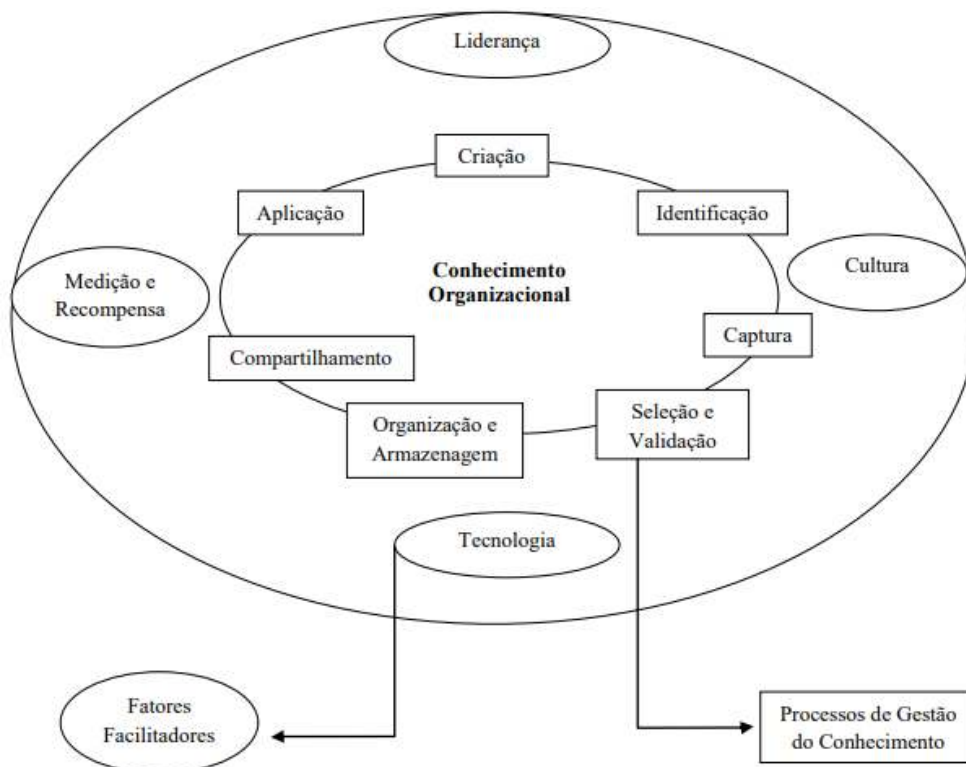 Liderança
Criação
Aplicação
Identificação
Conhecimento
Organizacional
Cultura
Medição e
Recompensa
Captura
Compartilhamento
Seleção e
Validação
Organização e
Armazenagem
Tecnologia
Fatores
Facilitadores
Processos de Gestão
do Conhecimento